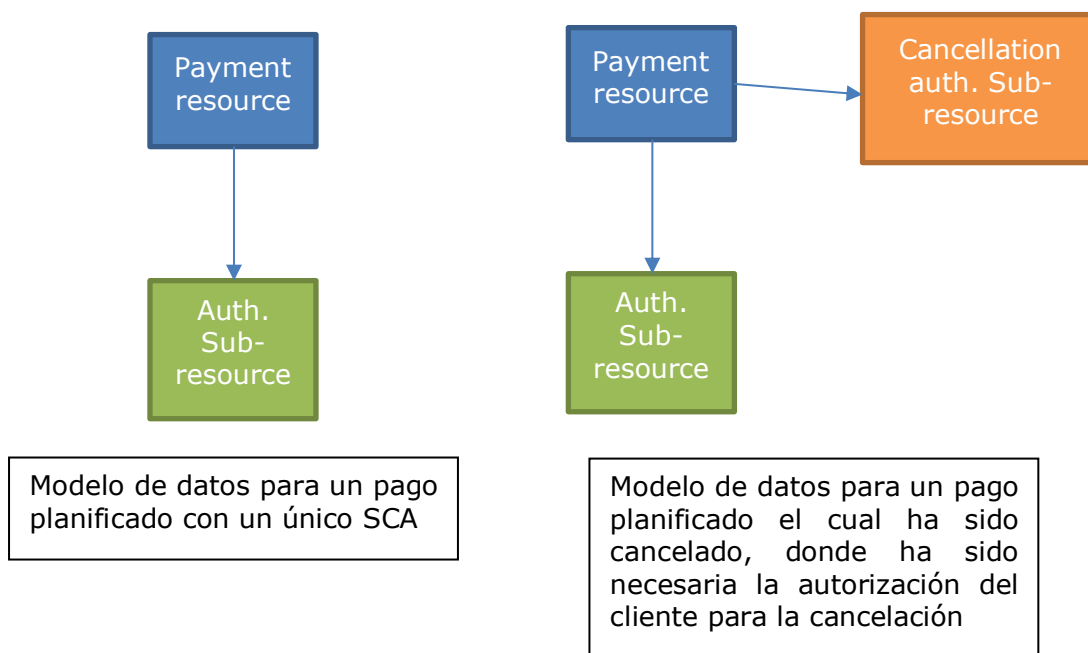 Payment
resource
Auth.
Sub-
resource
Modelo de datos para un pago
planificado con un único SCA
Payment
resource
Cancellation
auth. Sub-
resource
Auth.
Sub-
resource
Modelo de datos para un pago
planificado el cual ha sido
cancelado, donde ha sido
necesaria la autorización del
cliente para la cancelación